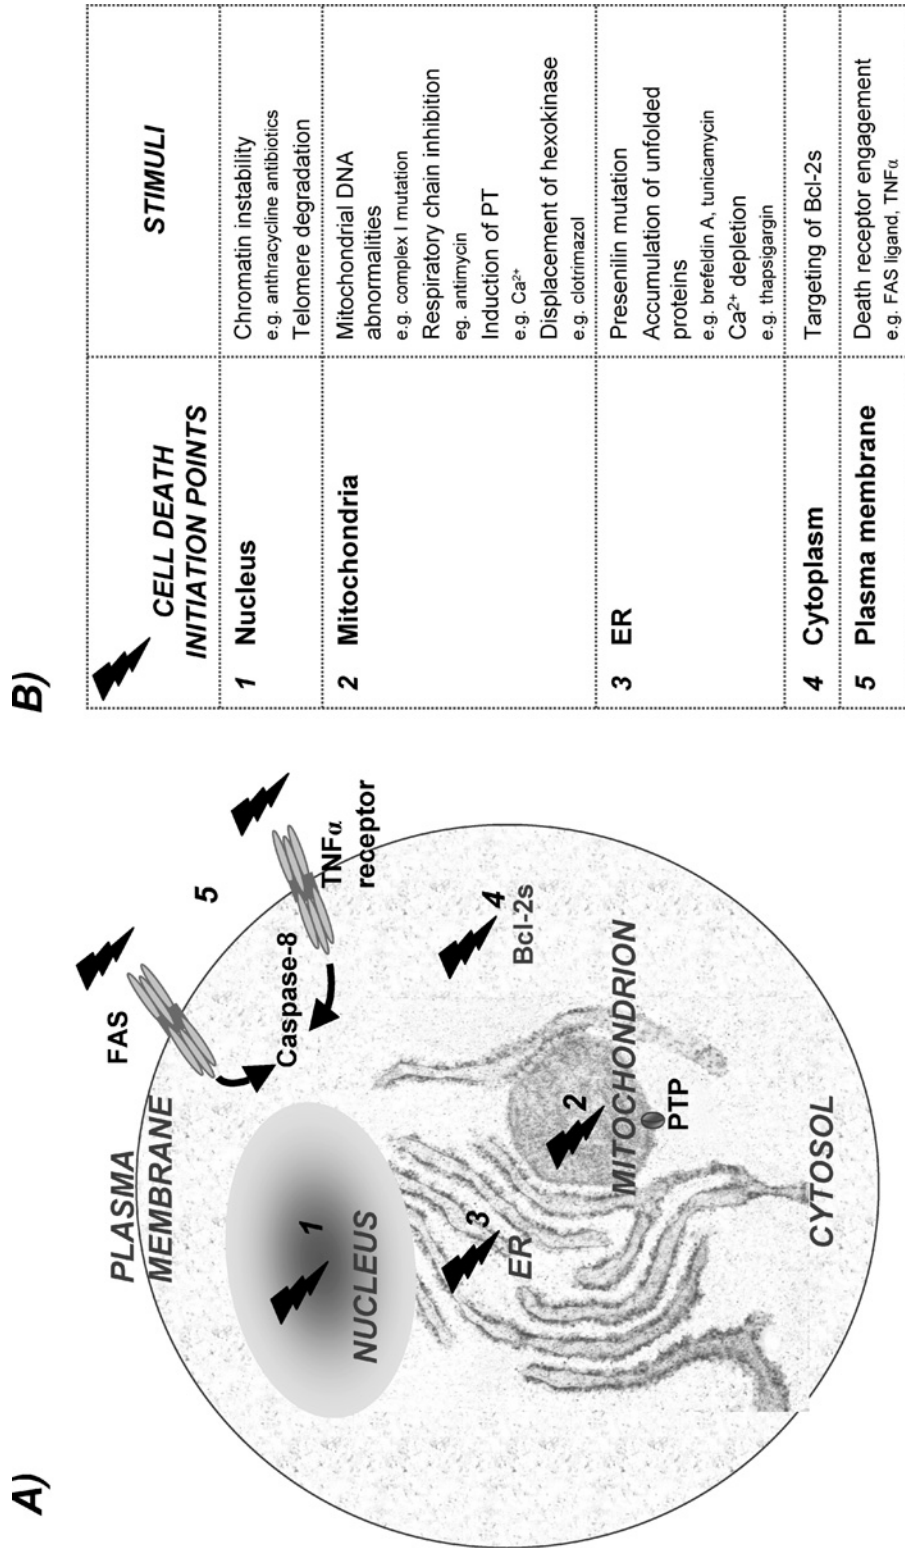 A)
PLASMA
MEMBRANE
FAS
5
Caspase-8
TNFα
receptor
1
NUCLEUS
3
ER
2
MITOCHONDRION
PTP
4
Bcl-2s
CYTOSOL
B)
CELL DEATH
INITIATION POINTS
STIMULI
1 Nucleus
Chromatin instability
e.g. anthracycline antibiotics
Telomere degradation
2 Mitochondria
Mitochondrial DNA
abnormalities
e.g. complex I mutation
Respiratory chain inhibition
eg. antimycin
Induction of PT
e.g. Ca²⁺
Displacement of hexokinase
e.g. clotrimazol
3 ER
Presenilin mutation
Accumulation of unfolded
proteins
e.g. brefeldin A, tunicamycin
Ca²⁺ depletion
e.g. thapsigargin
4 Cytoplasm
Targeting of Bcl-2s
5 Plasma membrane
Death receptor engagement
e.g. FAS ligand, TNFα